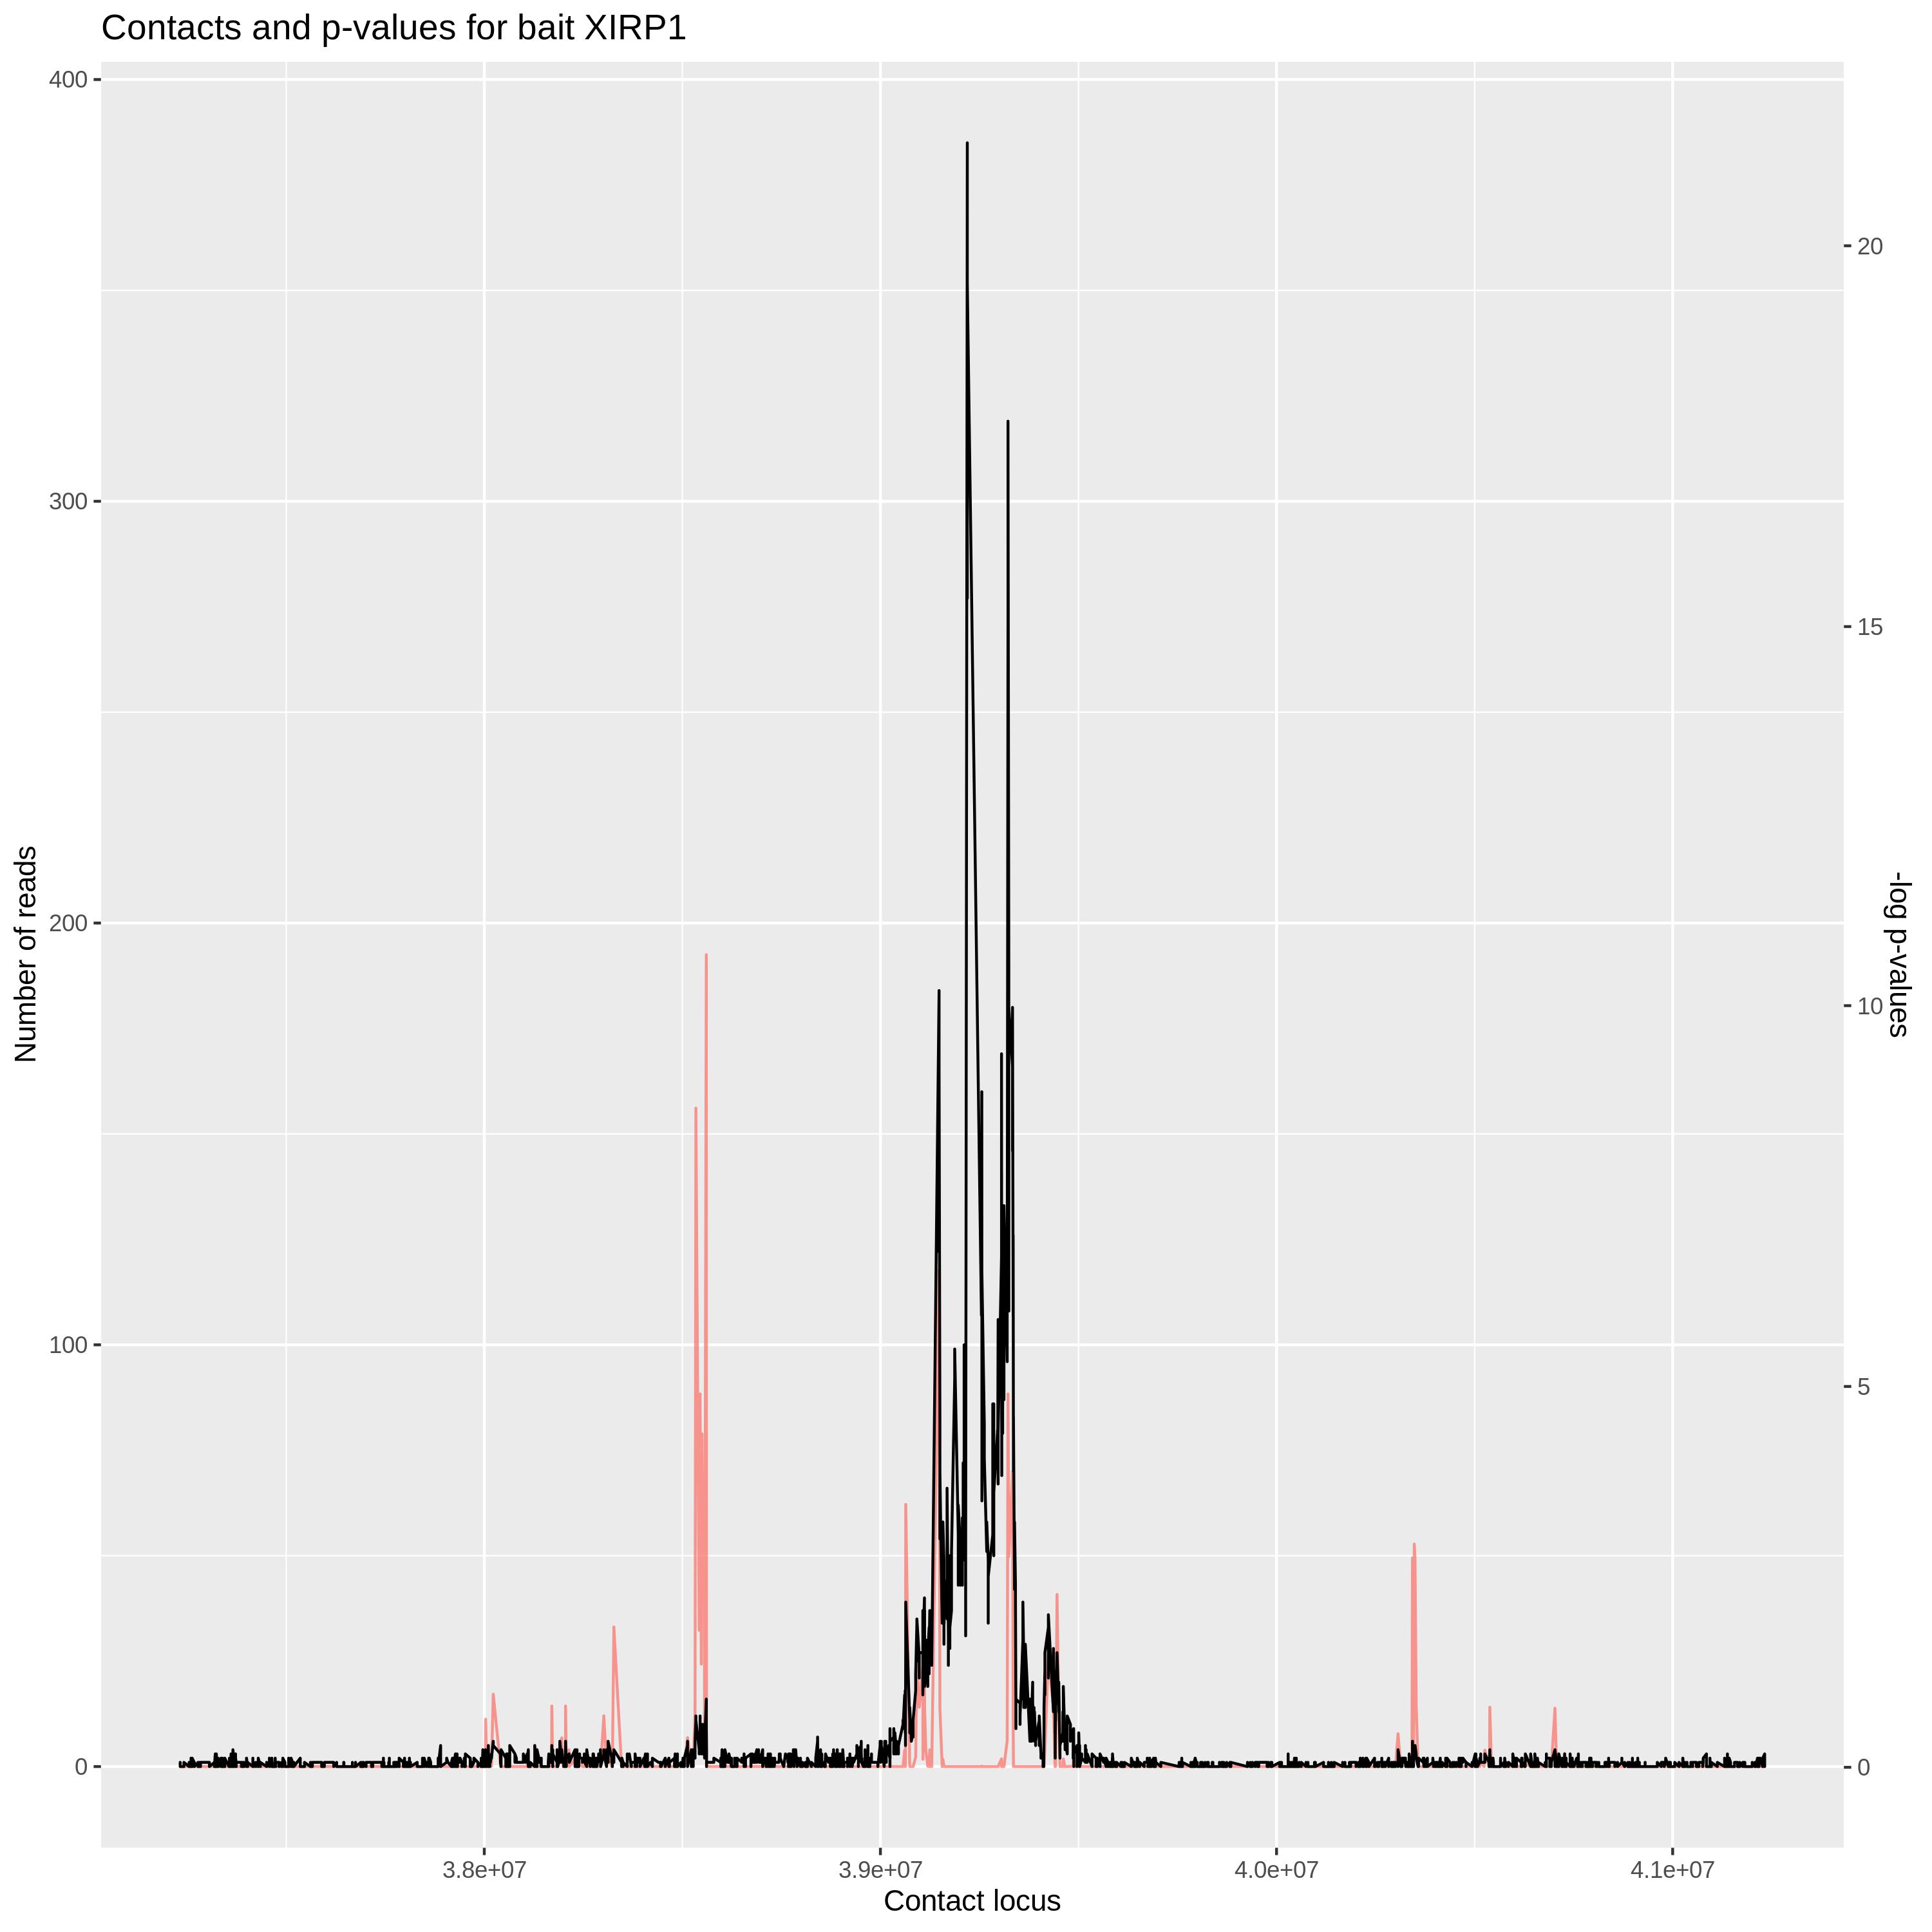 Contacts and p-values for bait XIRP1
400
300
200
100
0
20
15
10
5
0
Number of reads
-log p-values
3.8e+07
3.9e+07
4.0e+07
4.1e+07
Contact locus